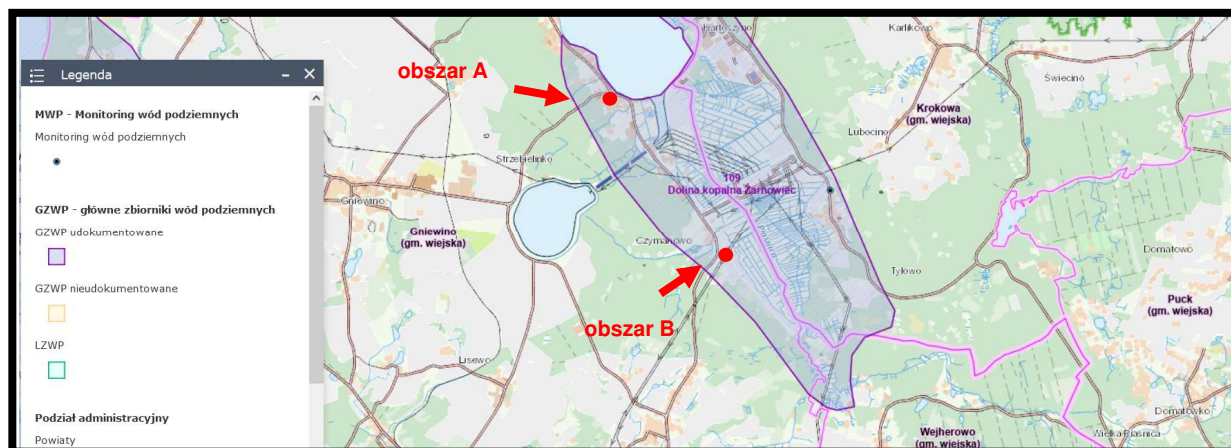 Legenda
MWP - Monitoring wód podziemnych
Monitoring wód podziemnych
GZWP - główne zbiorniki wód podziemnych
GZWP udokumentowane
GZWP nieudokumentowane
LZWP
Podział administracyjny
Powiaty
obszar A
obszar B
Kartoszyno
Karlikowo
Świecino
Krokowa
(gm. wiejska)
Lubocino
Strzebielinko
109
Dolina kopalna Żarnowiec
Gniewino
Gniewino
(gm. wiejska)
Czymanowo
Piaśnica
Tyłowo
Domatowo
Puck
(gm. wiejska)
Lisewo
Domatówko
Wejherowo
(gm. wiejska)
Wielka Piaśnica